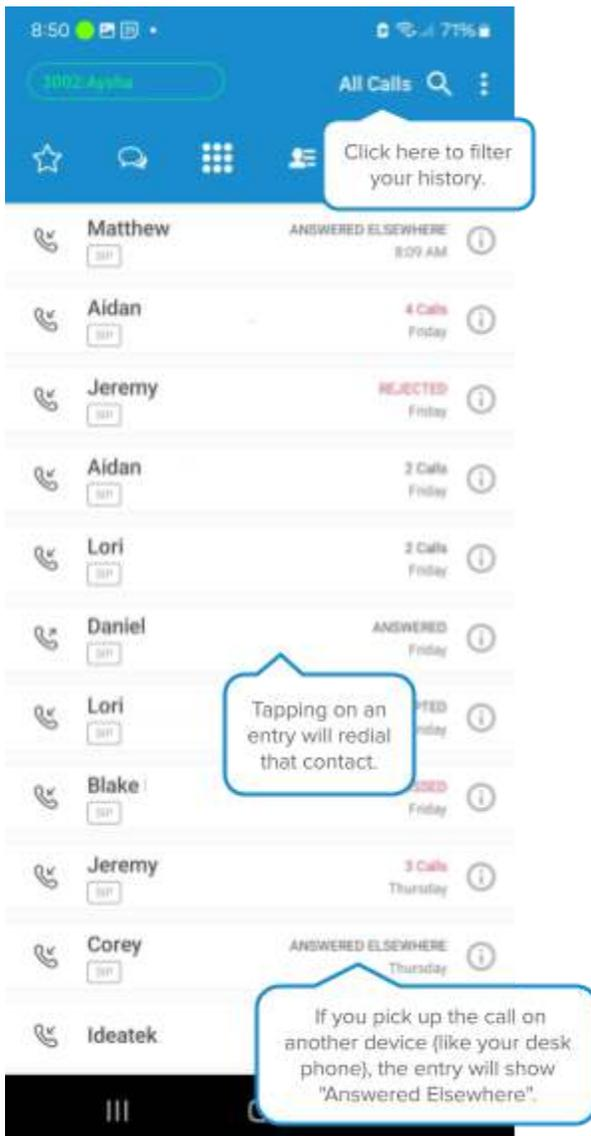 8:50
71%
3002:Aysha
All Calls
Click here to filter
your history.
Matthew
ANSWERED ELSEWHERE
SIP
8:09 AM
Aidan
4 Calls
SIP
Friday
Jeremy
REJECTED
SIP
Friday
Aidan
2 Calls
SIP
Friday
Lori
2 Calls
SIP
Friday
Daniel
ANSWERED
SIP
Friday
Tapping on an
entry will redial
that contact.
Lori
SIP
Blake
SIP
Friday
Jeremy
3 Calls
SIP
Thursday
Corey
ANSWERED ELSEWHERE
SIP
Thursday
Ideatek
If you pick up the call on
another device (like your desk
phone), the entry will show
"Answered Elsewhere".